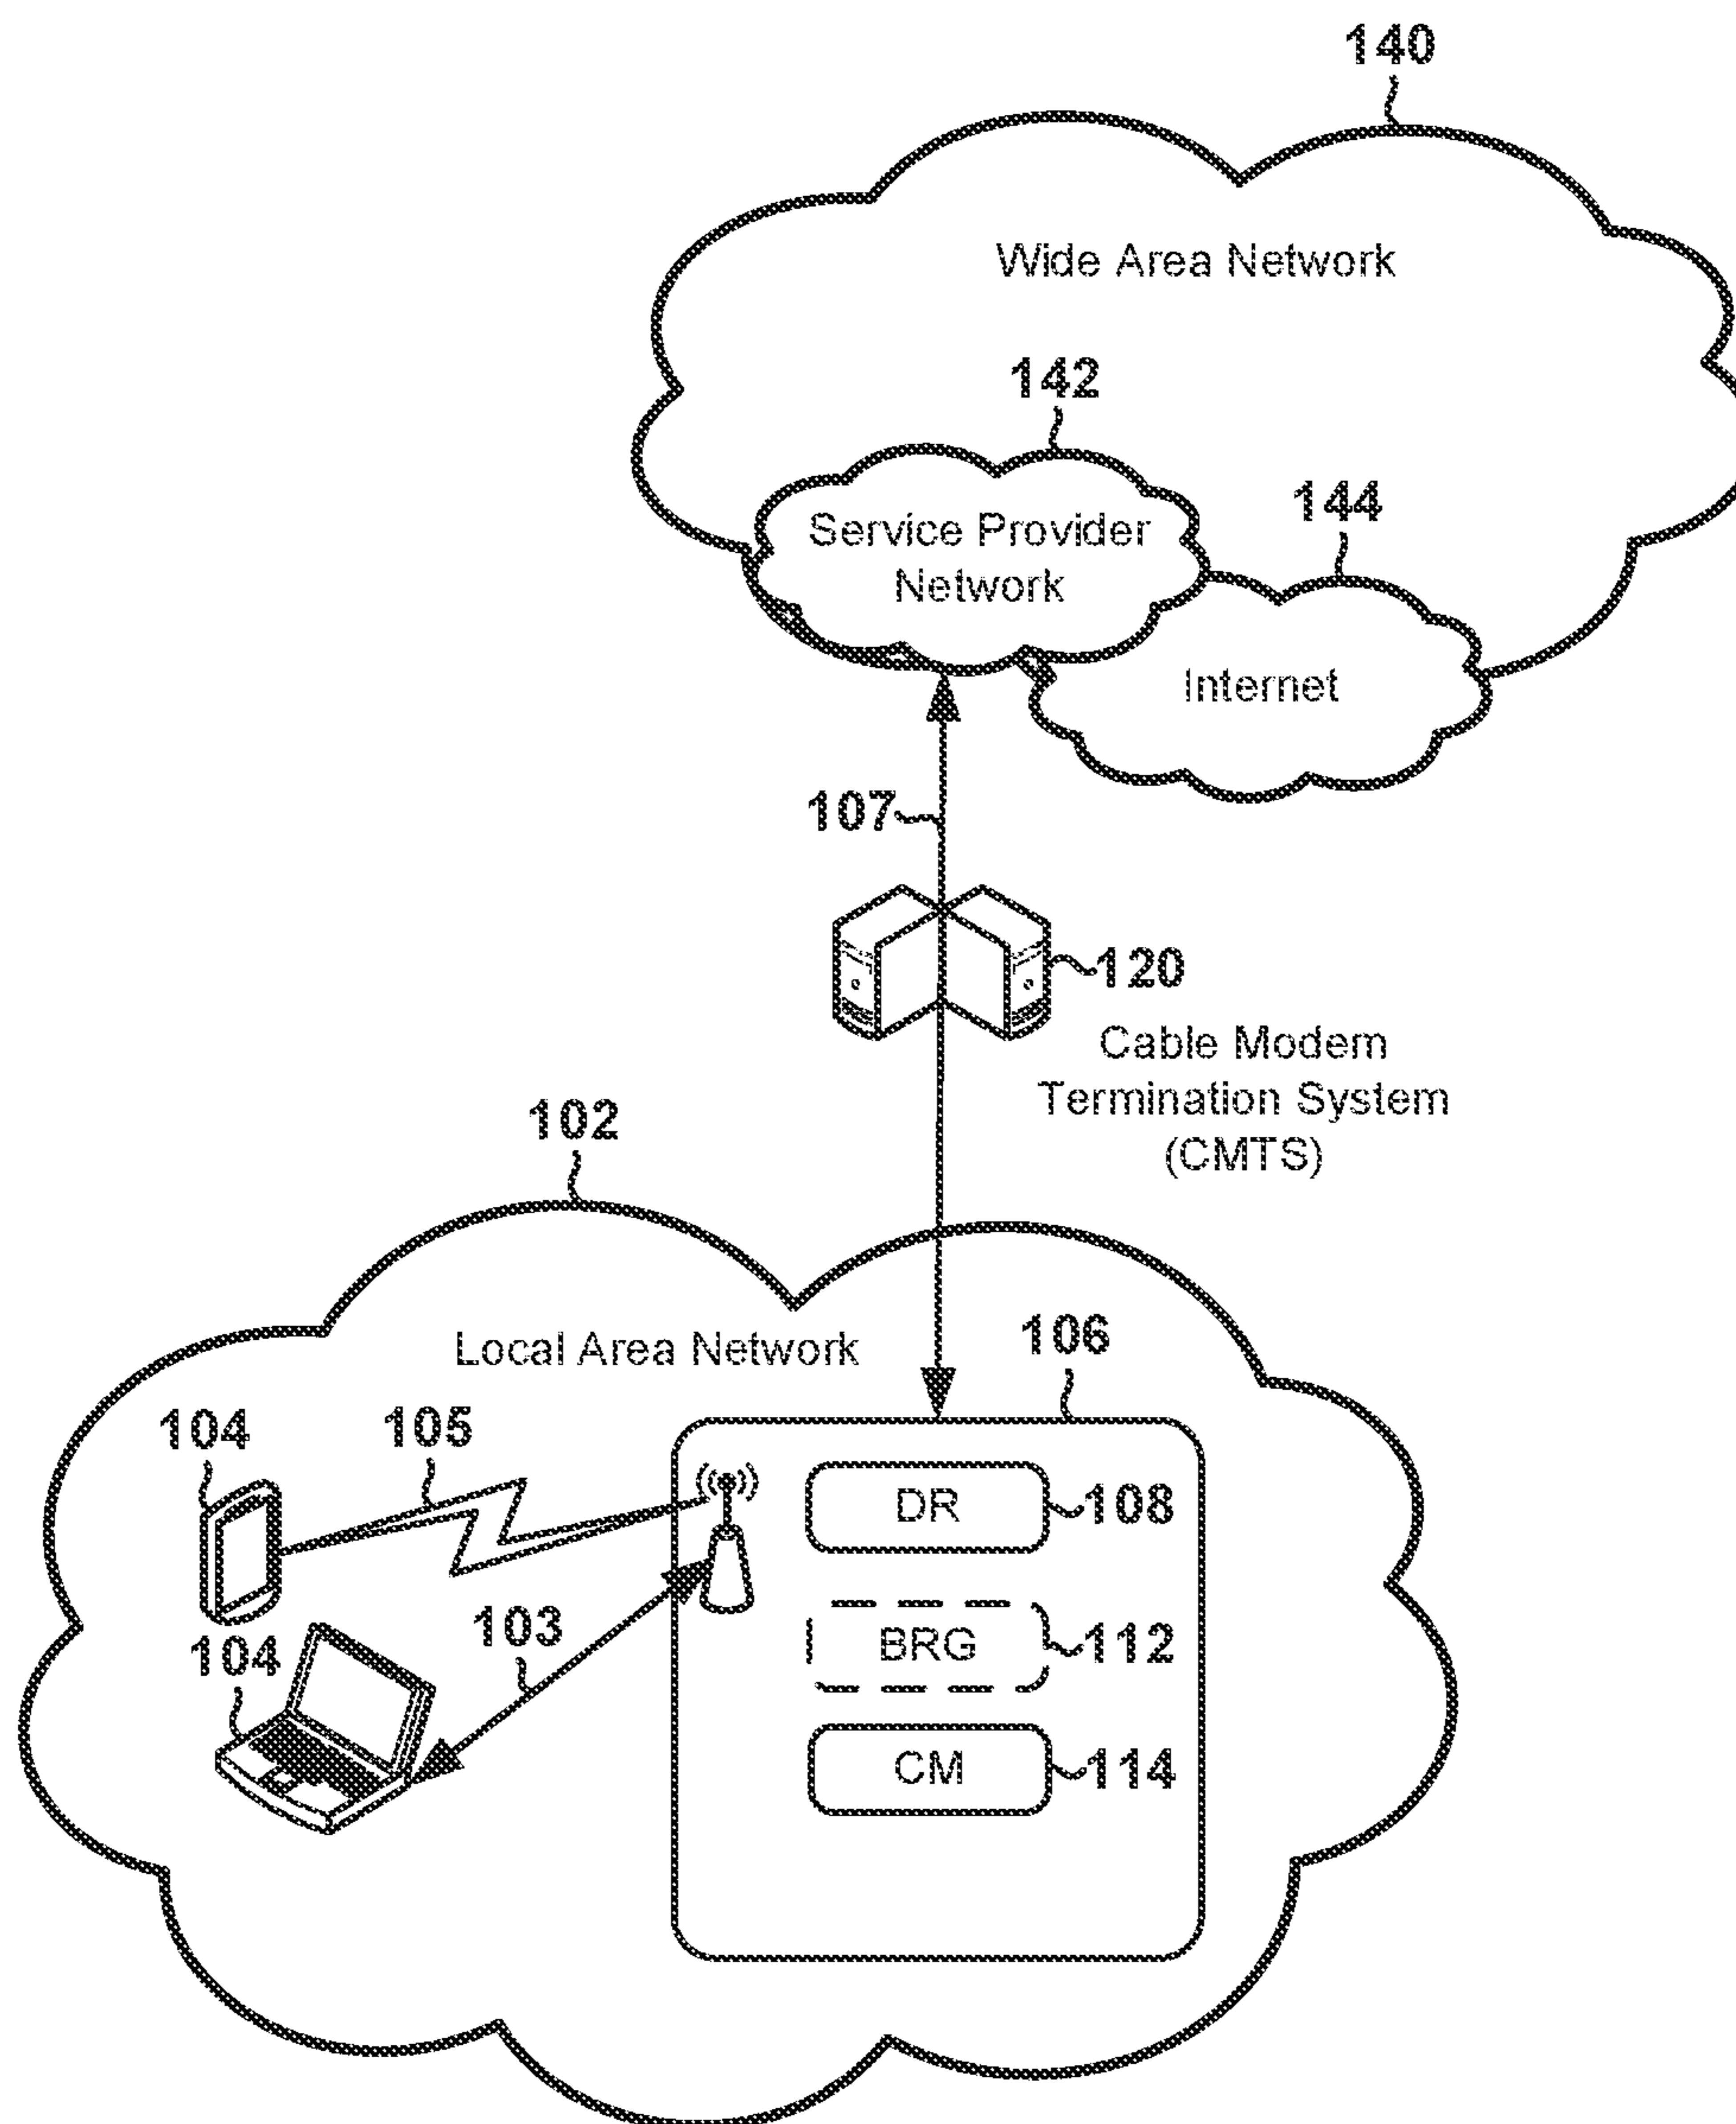 140
Wide Area Network
142
144
Service Provider
Network
Internet
107
120
Cable Modem
Termination System
(CMTS)
102
Local Area Network
106
104
105
DR
108
103
BRG
112
104
CM
114